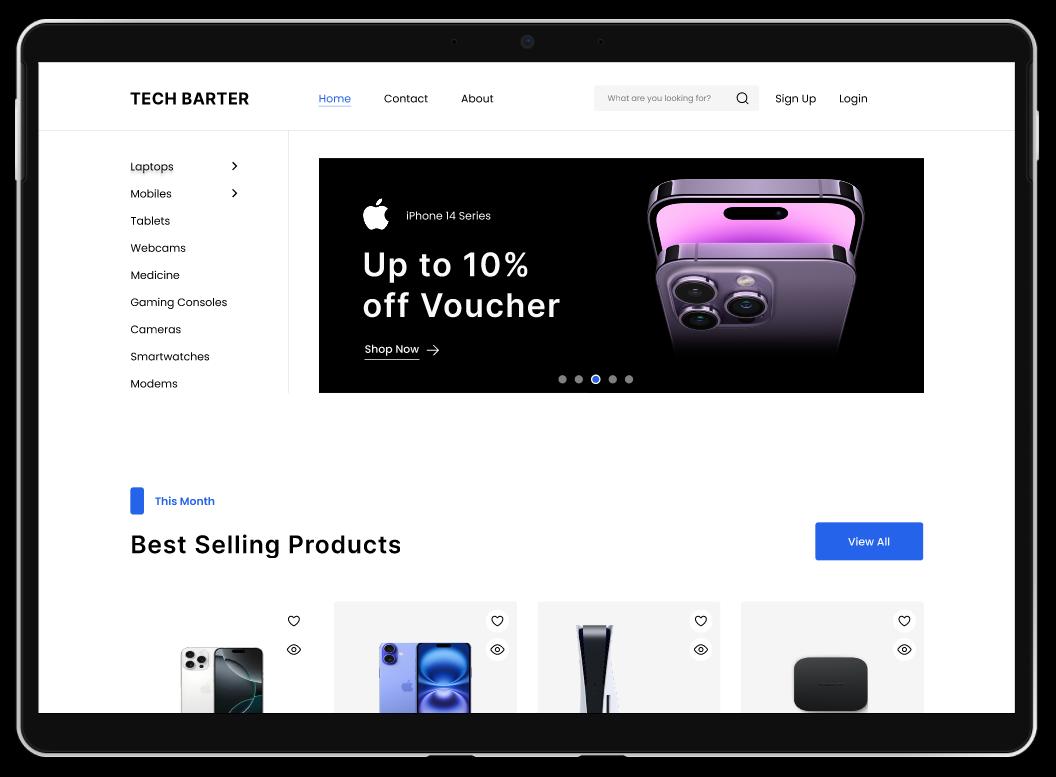 TECH BARTER
Home
Contact
About
What are you looking for?
Sign Up
Login
Laptops
Mobiles
Tablets
Webcams
Medicine
Gaming Consoles
Cameras
Smartwatches
Modems
iPhone 14 Series
Up to 10%
off Voucher
Shop Now
This Month
Best Selling Products
View All